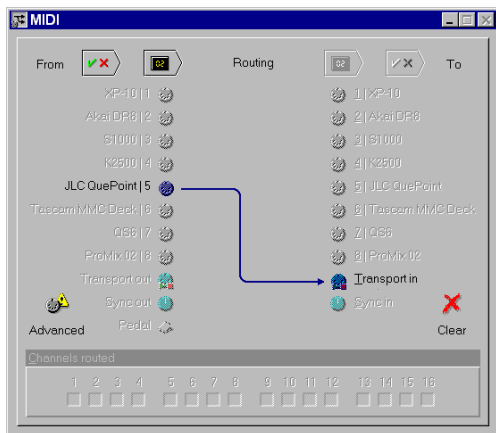 MIDI
From 02 Routing 02 To
XP-10 | 1 1 | XP-10
Akai DR8 | 2 2 | Akai DR8
S1000 | 3 3 | S1000
K2500 | 4 4 | K2500
JLC QuePoint | 5 5 | JLC QuePoint
Tascam MMC Deck | 6 6 | Tascam MMC Deck
QS6 | 7 7 | QS6
ProMix 02 | 8 8 | ProMix 02
Transport out Transport in
Sync out Sync in
Advanced Pedal Clear
Channels routed
1 2 3 4 5 6 7 8 9 10 11 12 13 14 15 16